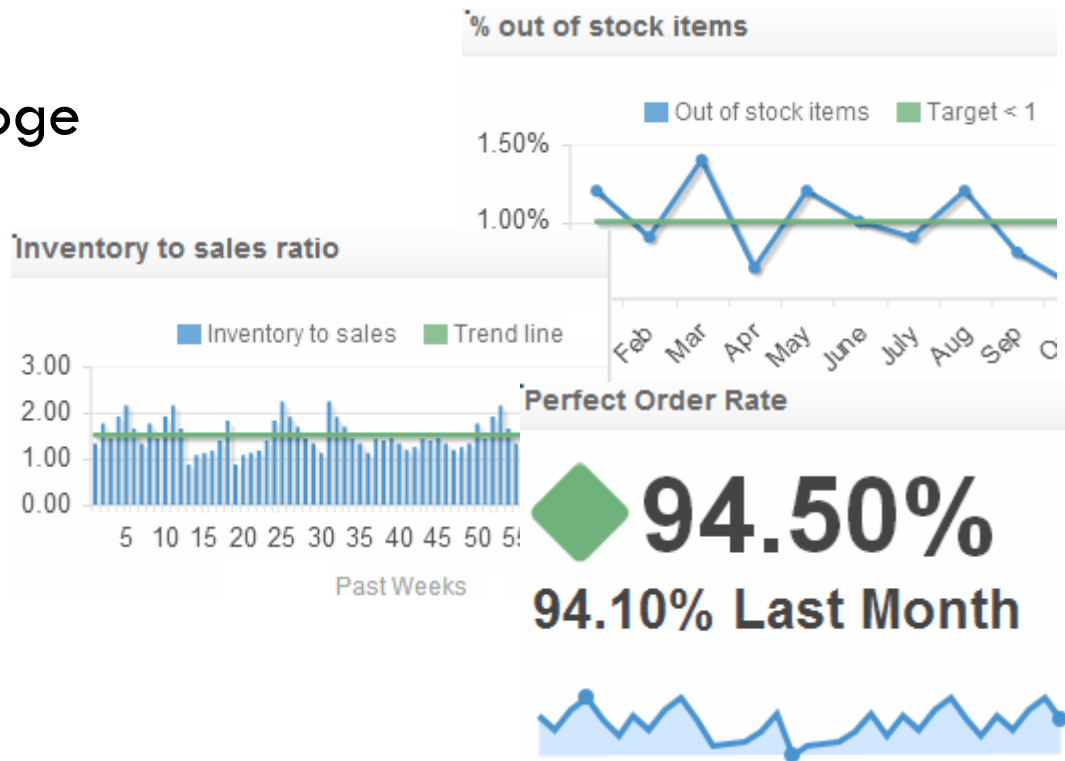 % out of stock items
oge
Out of stock items Target < 1
1.50%
1.00%
Feb Mar Apr May June July Aug Sep O
Inventory to sales ratio
Inventory to sales Trend line
3.00
2.00
1.00
0.00
5 10 15 20 25 30 35 40 45 50 55
Past Weeks
Perfect Order Rate
94.50%
94.10% Last Month